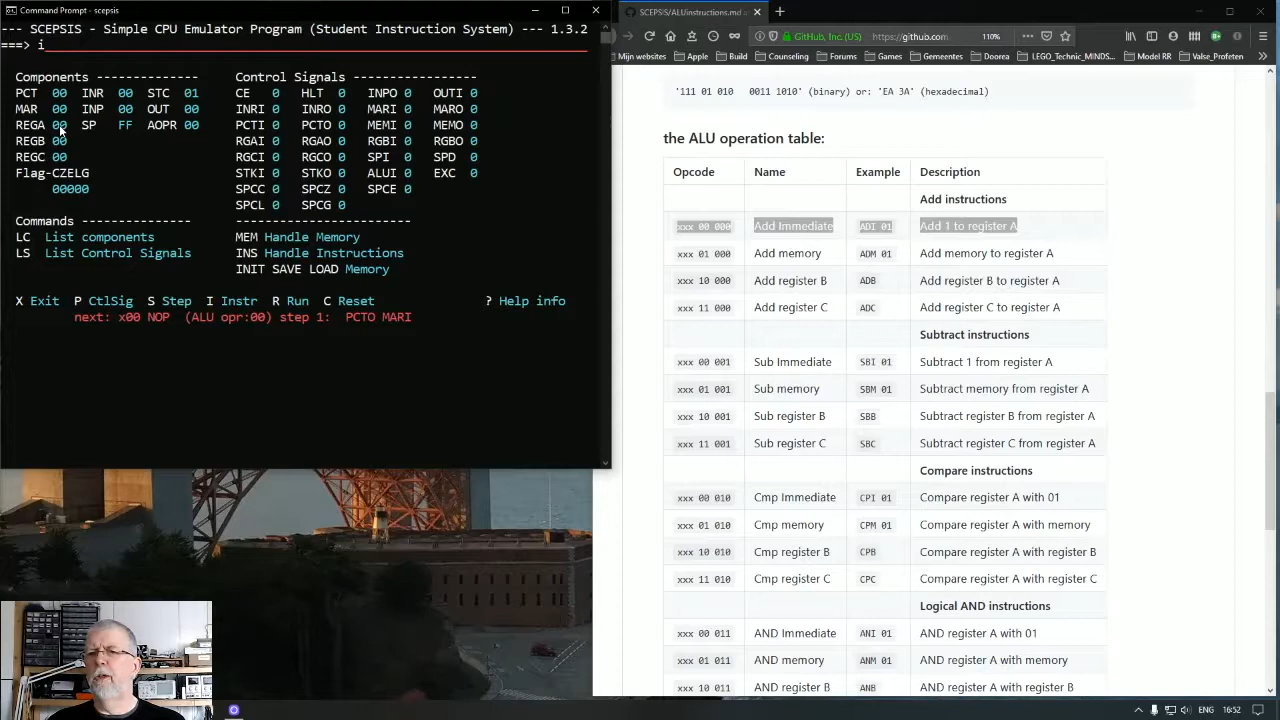 Command Prompt - scepsis
--- SCEPSIS - Simple CPU Emulator Program (Student Instruction System) --- 1.3.2
===> i
Components -------------- Control Signals -----------------
PCT 00 INR 00 STC 01 CE 0 HLT 0 INPO 0 OUTI 0
MAR 00 INP 00 OUT 00 INRI 0 INRO 0 MARI 0 MARO 0
REGA 00 SP FF AOPR 00 PCTI 0 PCTO 0 MEMI 0 MEMO 0
REGB 00 RGAI 0 RGAO 0 RGBI 0 RGBO 0
REGC 00 RGCI 0 RGCO 0 SPI 0 SPD 0
Flag-CZELG STKI 0 STKO 0 ALUI 0 EXC 0
00000 SPCC 0 SPCZ 0 SPCE 0
SPCL 0 SPCG 0
Commands --------------- ------------------------
LC List components MEM Handle Memory
LS List Control Signals INS Handle Instructions
INIT SAVE LOAD Memory
X Exit P CtlSig S Step I Instr R Run C Reset ? Help info
next: x00 NOP (ALU opr:00) step 1: PCTO MARI
SCEPSIS/ALUinstructions.md
GitHub, Inc. (US) https://github.com 110%
Mijn websites Apple Build Forums Games Gemeentes Domotica LEGO_Technic_MINDS... Model RR Valse_Profeten
'111 01 010 0011 1010' (binary) or: 'EA 3A' (hexadecimal)
the ALU operation table:
Opcode Name Example Description
Add instructions
xxx 00 000 Add Immediate ADI 01 Add 1 to register A
xxx 01 000 Add memory ADM 01 Add memory to register A
xxx 10 000 Add register B ADB Add register B to register A
xxx 11 000 Add register C ADC Add register C to register A
Subtract instructions
xxx 00 001 Sub Immediate SBI 01 Subtract 1 from register A
xxx 01 001 Sub memory SBM 01 Subtract memory from register A
xxx 10 001 Sub register B SBB Subtract register B from register A
xxx 11 001 Sub register C SBC Subtract register C from register A
Compare instructions
xxx 00 010 Cmp Immediate CPI 01 Compare register A with 01
xxx 01 010 Cmp memory CPM 01 Compare register A with memory
xxx 10 010 Cmp register B CPB Compare register A with register B
xxx 11 010 Cmp register C CPC Compare register A with register C
Logical AND instructions
xxx 00 011 AND Immediate ANI 01 AND register A with 01
xxx 01 011 AND memory ANM 01 AND register A with memory
xxx 10 011 AND register B ANB AND register A with register B
ENG 16:52